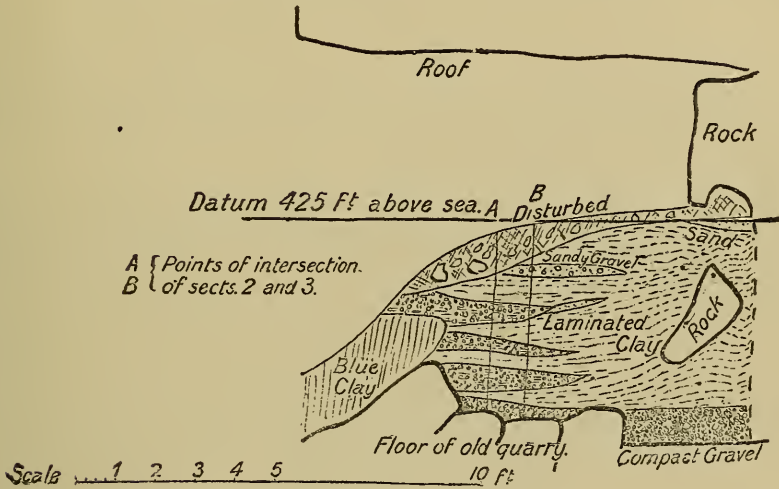 Roof
Rock
Datum 425 Ft above sea. A B
Disturbed
A { Points of intersection.
B of sects. 2 and 3.
Sand
Sandy Gravel
Laminated
Clay
Rock
Blue
Clay
Floor of old quarry.
Compact Gravel
Scale 1 2 3 4 5 10 Ft